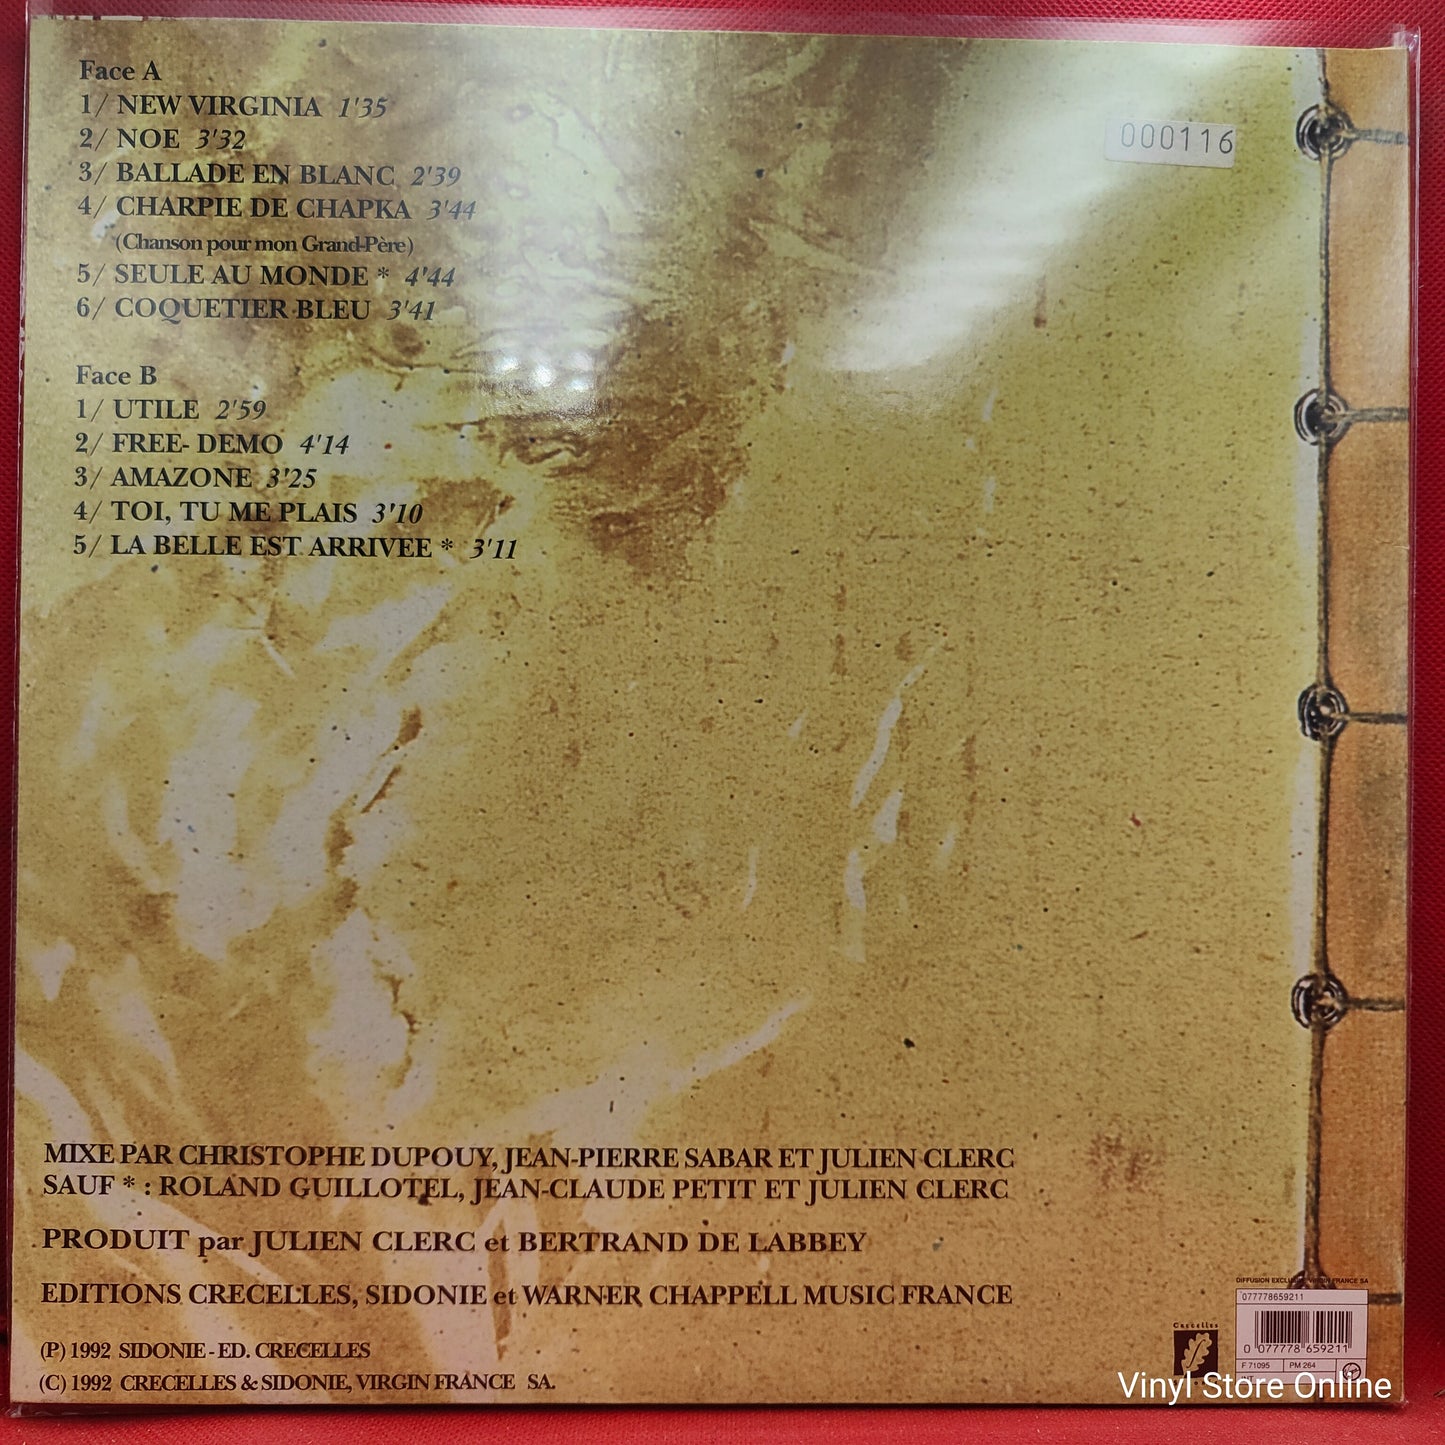 Face A
1/ NEW VIRGINIA 1'35
2/ NOE 3'32
3/ BALLADE EN BLANC 2'39
4/ CHARPIE DE CHAPKA 3'44
(Chanson pour mon Grand-Père)
5/ SEULE AU MONDE * 4'44
6/ COQUETIER BLEU 3'41
000116
Face B
1/ UTILE 2'59
2/ FREE- DEMO 4'14
3/ AMAZONE 3'25
4/ TOI, TU ME PLAIS 3'10
5/ LA BELLE EST ARRIVEE * 3'11
MIXE PAR CHRISTOPHE DUPOUY, JEAN-PIERRE SABAR ET JULIEN CLERC
SAUF * : ROLAND GUILLOTEL, JEAN-CLAUDE PETIT ET JULIEN CLERC
PRODUIT par JULIEN CLERC et BERTRAND DE LABBEY
EDITIONS CRECELLES, SIDONIE et WARNER CHAPPELL MUSIC FRANCE
(P) 1992 SIDONIE - ED. CRECELLES
(C) 1992 CRECELLES & SIDONIE, VIRGIN FRANCE SA.
DIFFUSION EXCLUSIVE VIRGIN FRANCE SA
077778659211
Crecelles
0 077778 659211
F 71095 PM 264
Vinyl Store Online